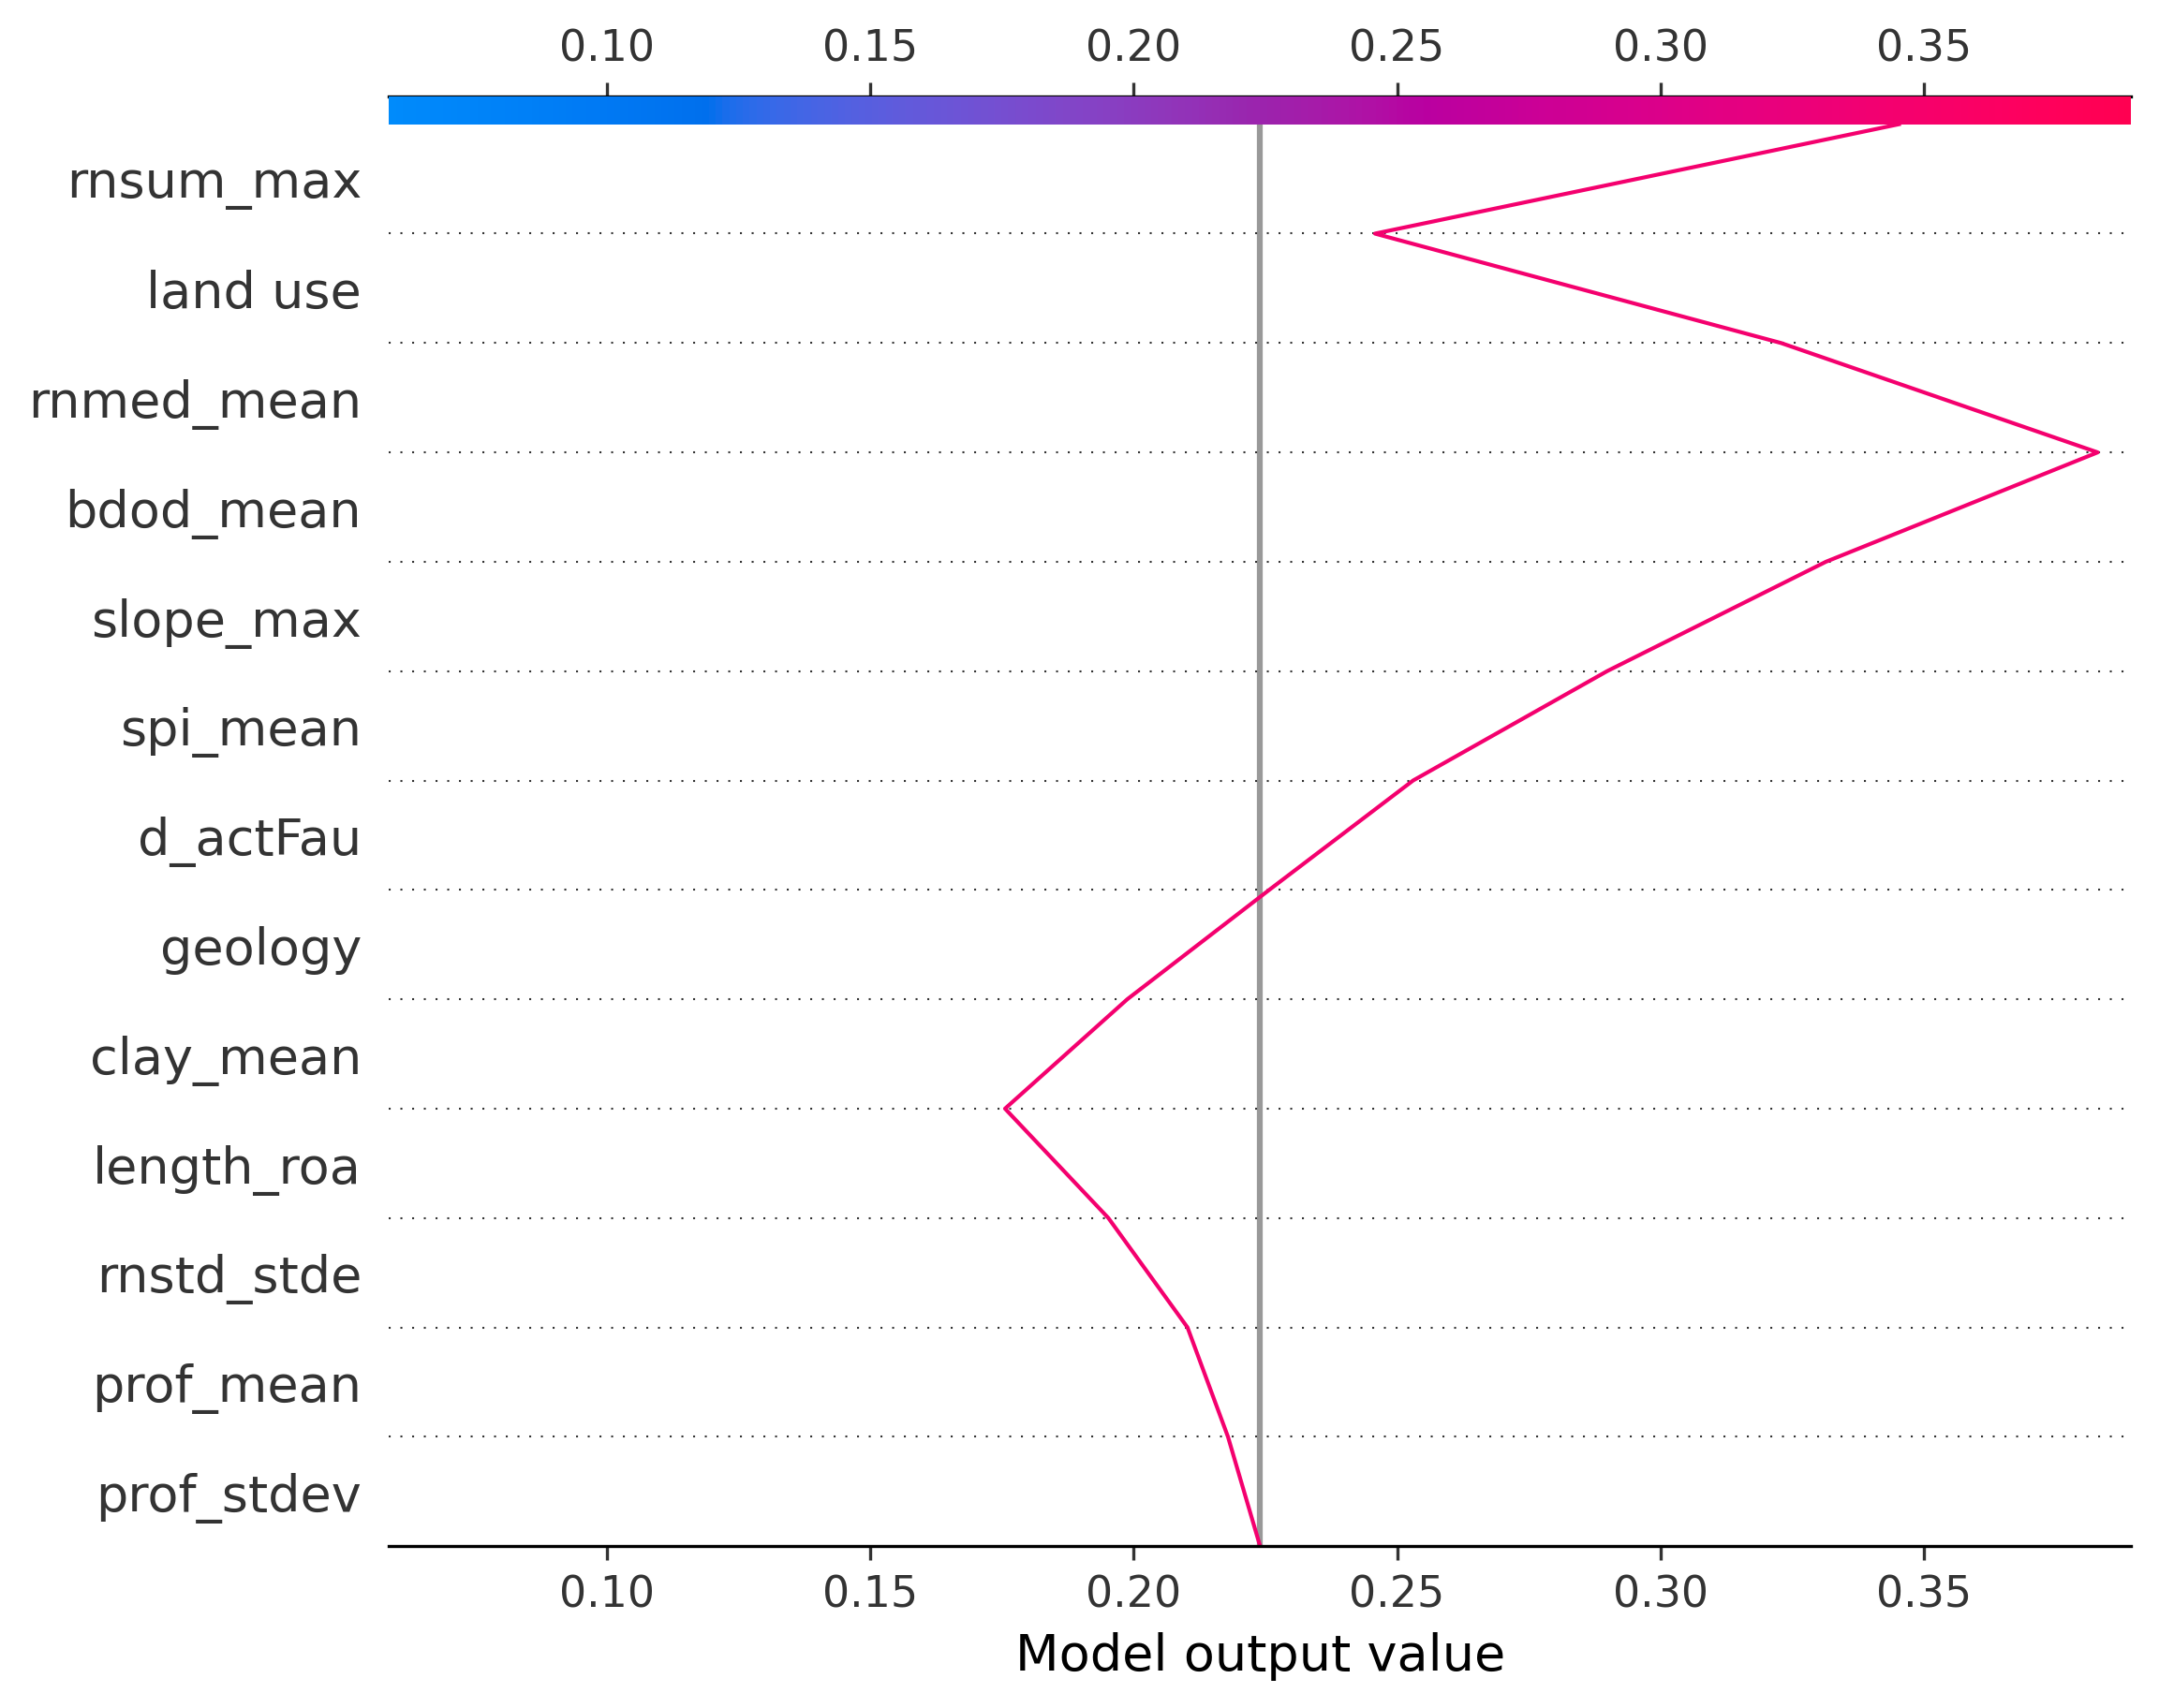 0.10 0.15 0.20 0.25 0.30 0.35
rnsum_max
land use
rnmed_mean
bdod_mean
slope_max
spi_mean
d_actFau
geology
clay_mean
length_roa
rnstd_stde
prof_mean
prof_stdev
0.10 0.15 0.20 0.25 0.30 0.35
Model output value